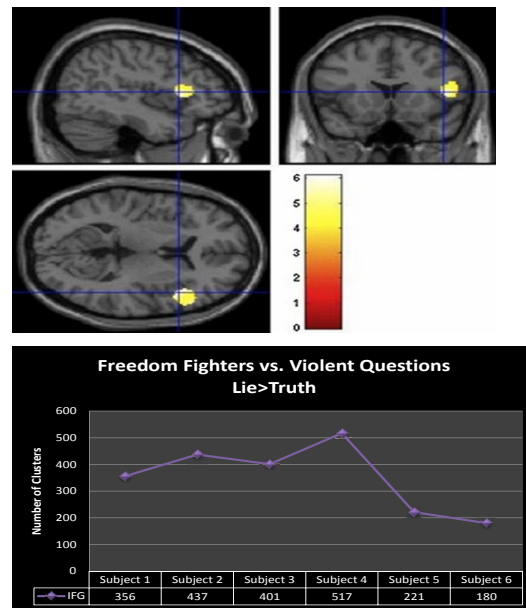 6
5
4
3
2
1
0
Freedom Fighters vs. Violent Questions
Lie>Truth
Number of Clusters
600
500
400
300
200
100
0
Subject 1 Subject 2 Subject 3 Subject 4 Subject 5 Subject 6
IFG 356 437 401 517 221 180